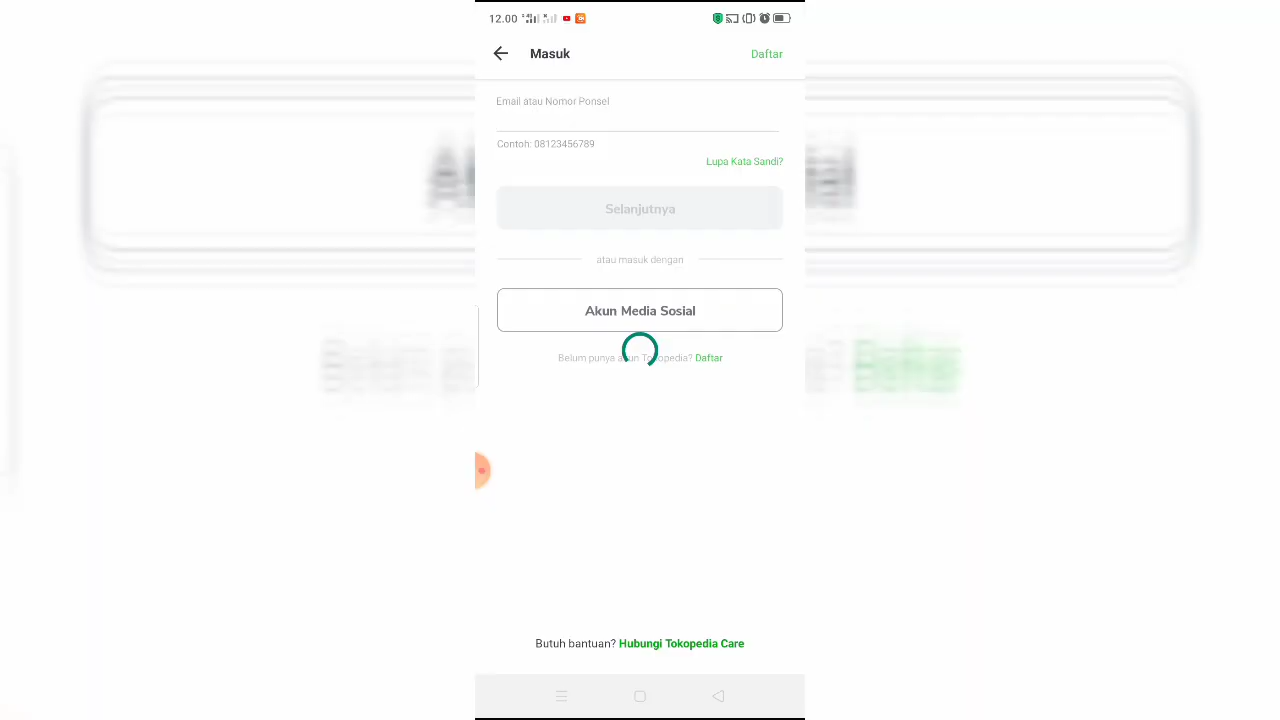 12.00
Masuk
Daftar
Email atau Nomor Ponsel
Contoh: 08123456789
Lupa Kata Sandi?
Selanjutnya
atau masuk dengan
Akun Media Sosial
Belum punya akun Tokopedia? Daftar
Butuh bantuan? Hubungi Tokopedia Care